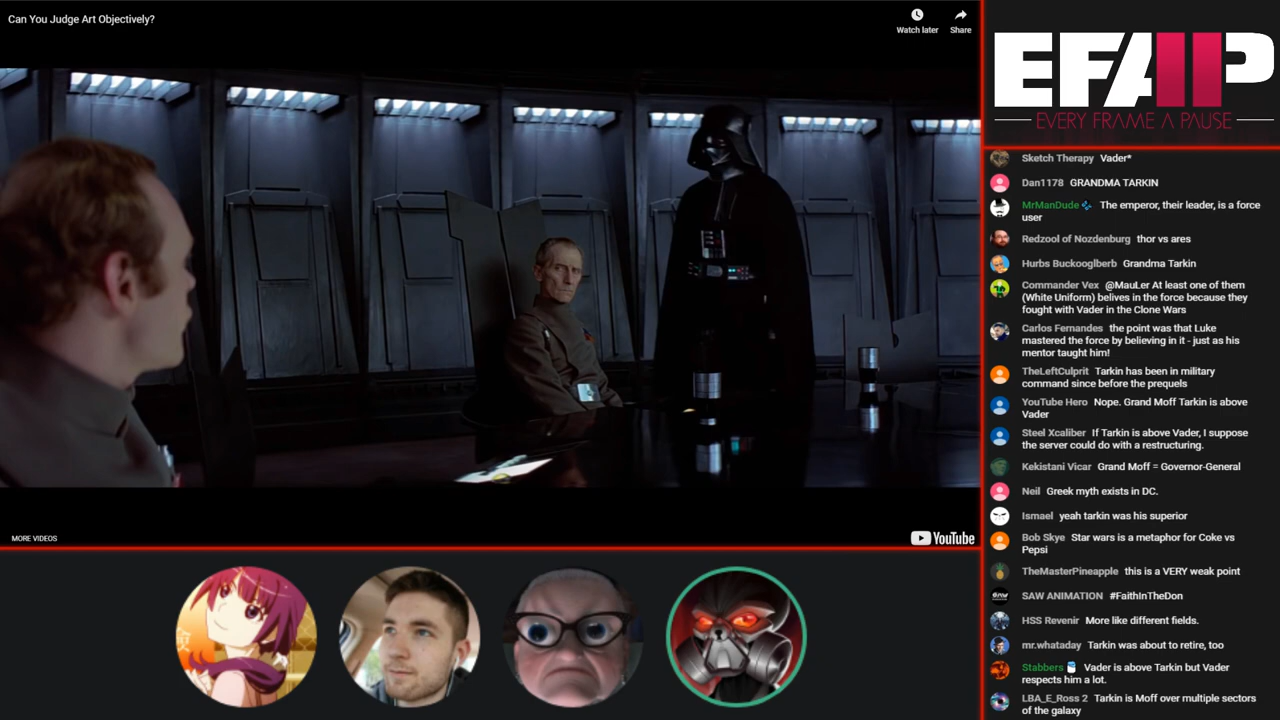 Can You Judge Art Objectively?
Watch later
Share
MORE VIDEOS
YouTube
EFAP
EVERY FRAME A PAUSE
Sketch Therapy Vader*
Dan1178 GRANDMA TARKIN
MrManDude The emperor, their leader, is a force
user
Redzool of Nozdenburg thor vs ares
Hurbs Buckooglberb Grandma Tarkin
Commander Vex @MauLer At least one of them
(White Uniform) belives in the force because they
fought with Vader in the Clone Wars
Carlos Fernandes the point was that Luke
mastered the force by believing in it - just as his
mentor taught him!
TheLeftCulprit Tarkin has been in military
command since before the prequels
YouTube Hero Nope. Grand Moff Tarkin is above
Vader
Steel Xcaliber If Tarkin is above Vader, I suppose
the server could do with a restructuring.
Kekistani Vicar Grand Moff = Governor-General
Neil Greek myth exists in DC.
Ismael yeah tarkin was his superior
Bob Skye Star wars is a metaphor for Coke vs
Pepsi
TheMasterPineapple this is a VERY weak point
SAW ANIMATION #FaithInTheDon
HSS Revenir More like different fields.
mr.whataday Tarkin was about to retire, too
Stabbers Vader is above Tarkin but Vader
respects him a lot.
LBA_E_Ross 2 Tarkin is Moff over multiple sectors
of the galaxy